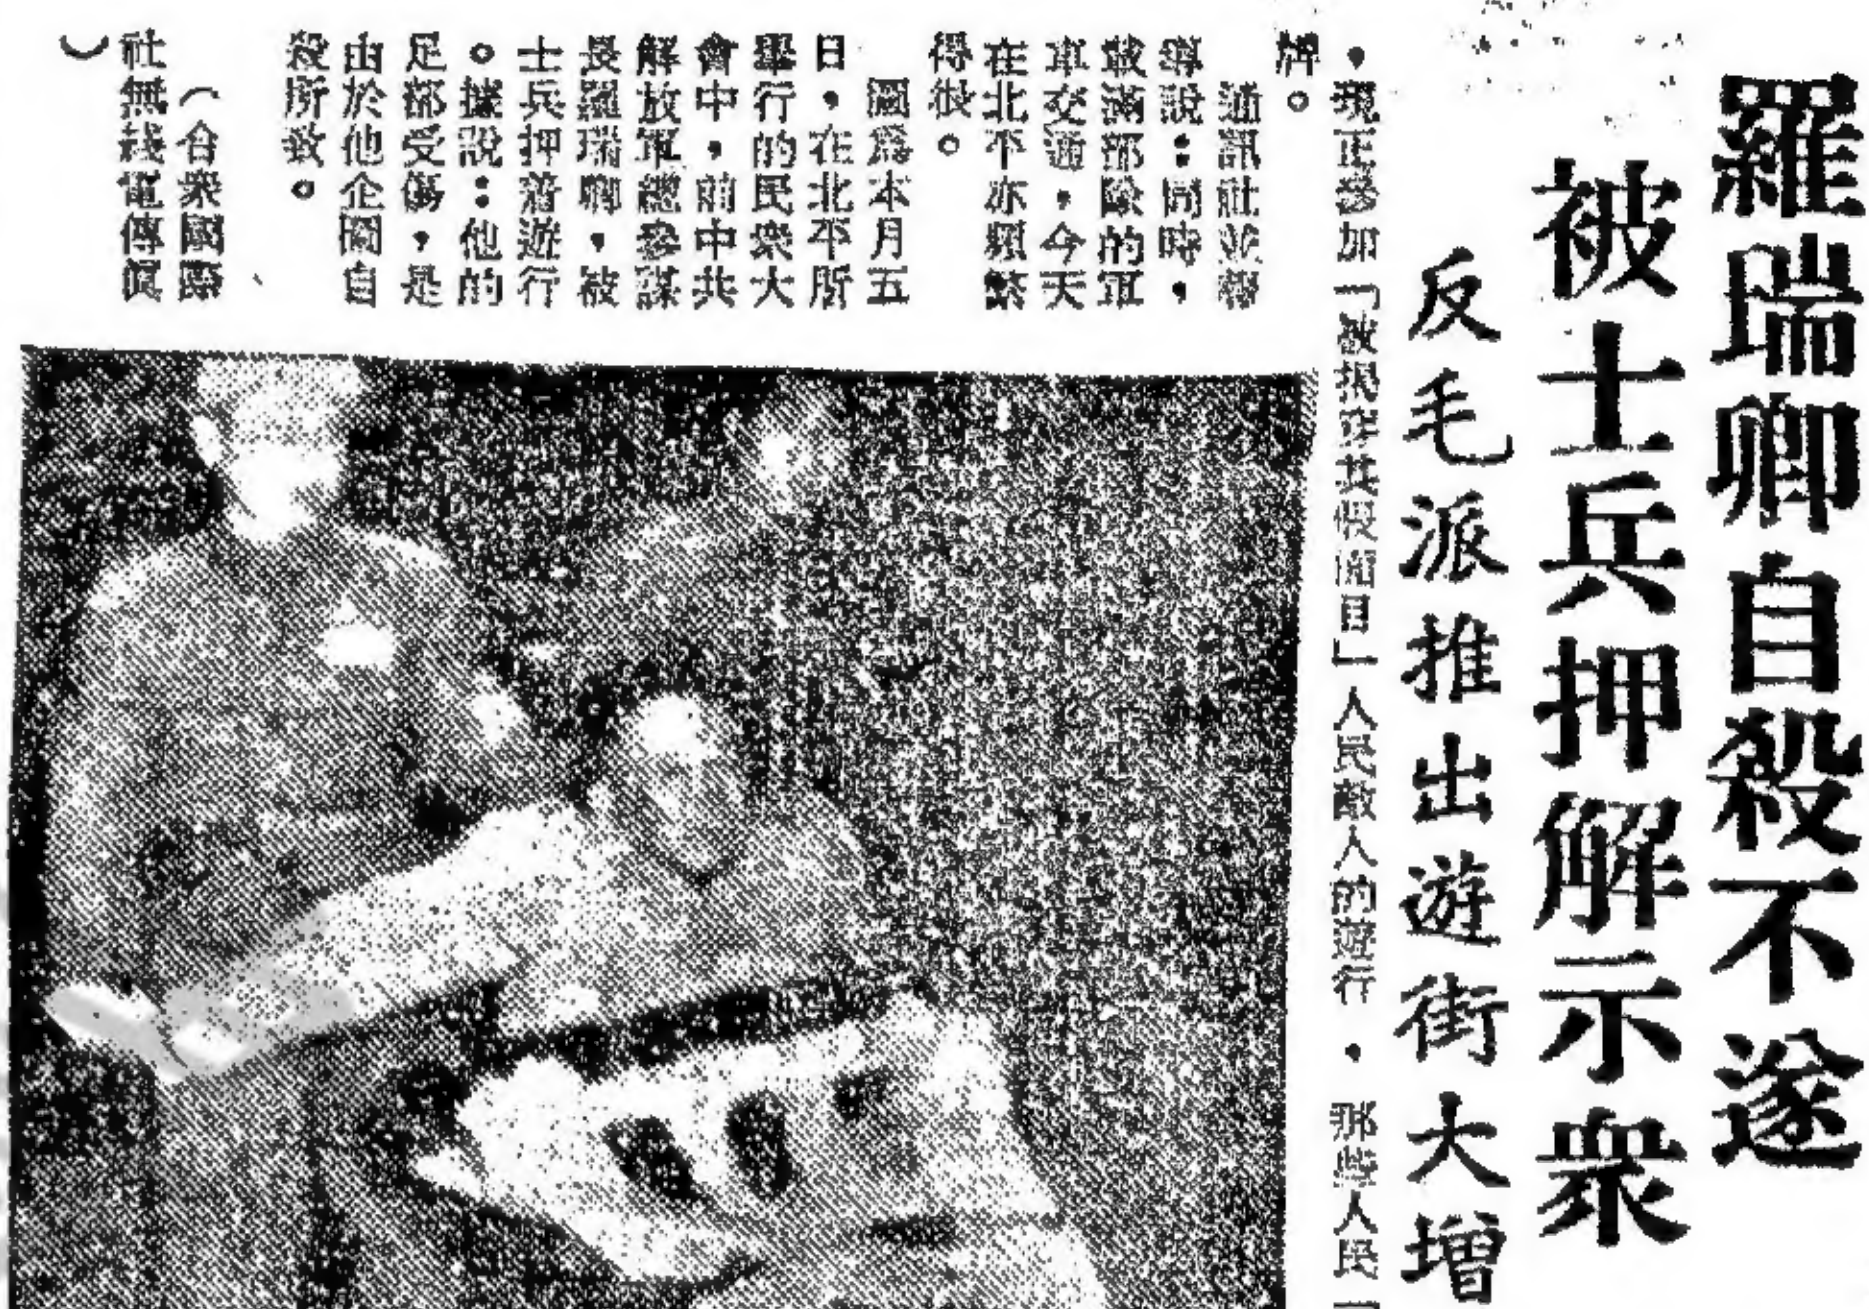 羅瑞卿自殺不遂
被士兵押解示衆
反毛派推出遊街大增
，現正參加「被揭穿其假面目」人民敵人的遊行，那些人民「
牌。
通訊社並報
導說：同時，
載滿部隊的軍
車交通，今天
在北平亦頻繁
得很。
圖爲本月五
日，在北平所
舉行的民衆大
會中，前中共
解放軍總參謀
長羅瑞卿，被
士兵押着遊行
。據說：他的
足部受傷，是
由於他企圖自
殺所致。
（合衆國際
社無綫電傳眞
）